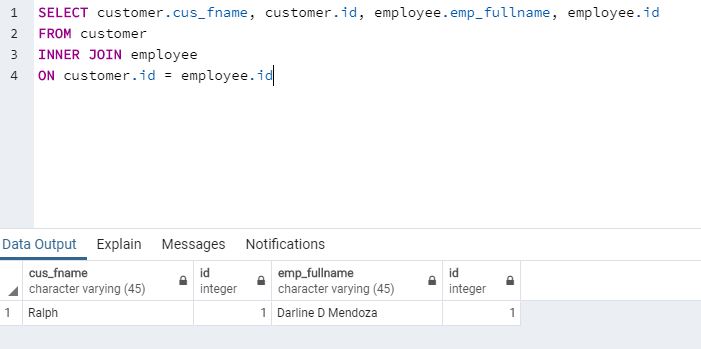 1 SELECT customer.cus_fname, customer.id, employee.emp_fullname, employee.id
2 FROM customer
3 INNER JOIN employee
4 ON customer.id = employee.id
Data Output Explain Messages Notifications
cus_fname id emp_fullname id
character varying (45) integer character varying (45) integer
1 Ralph 1 Darline D Mendoza 1